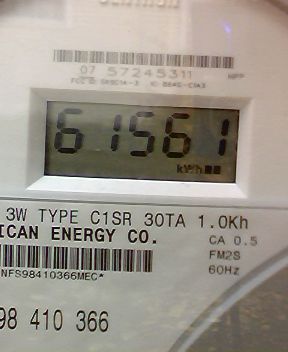 07 57245311
61561
kWh
3W TYPE C1SR 30TA 1.0Kh
ICAN ENERGY CO.
CA 0.5
FM2S
60Hz
NFS98410366MEC*
98 410 366